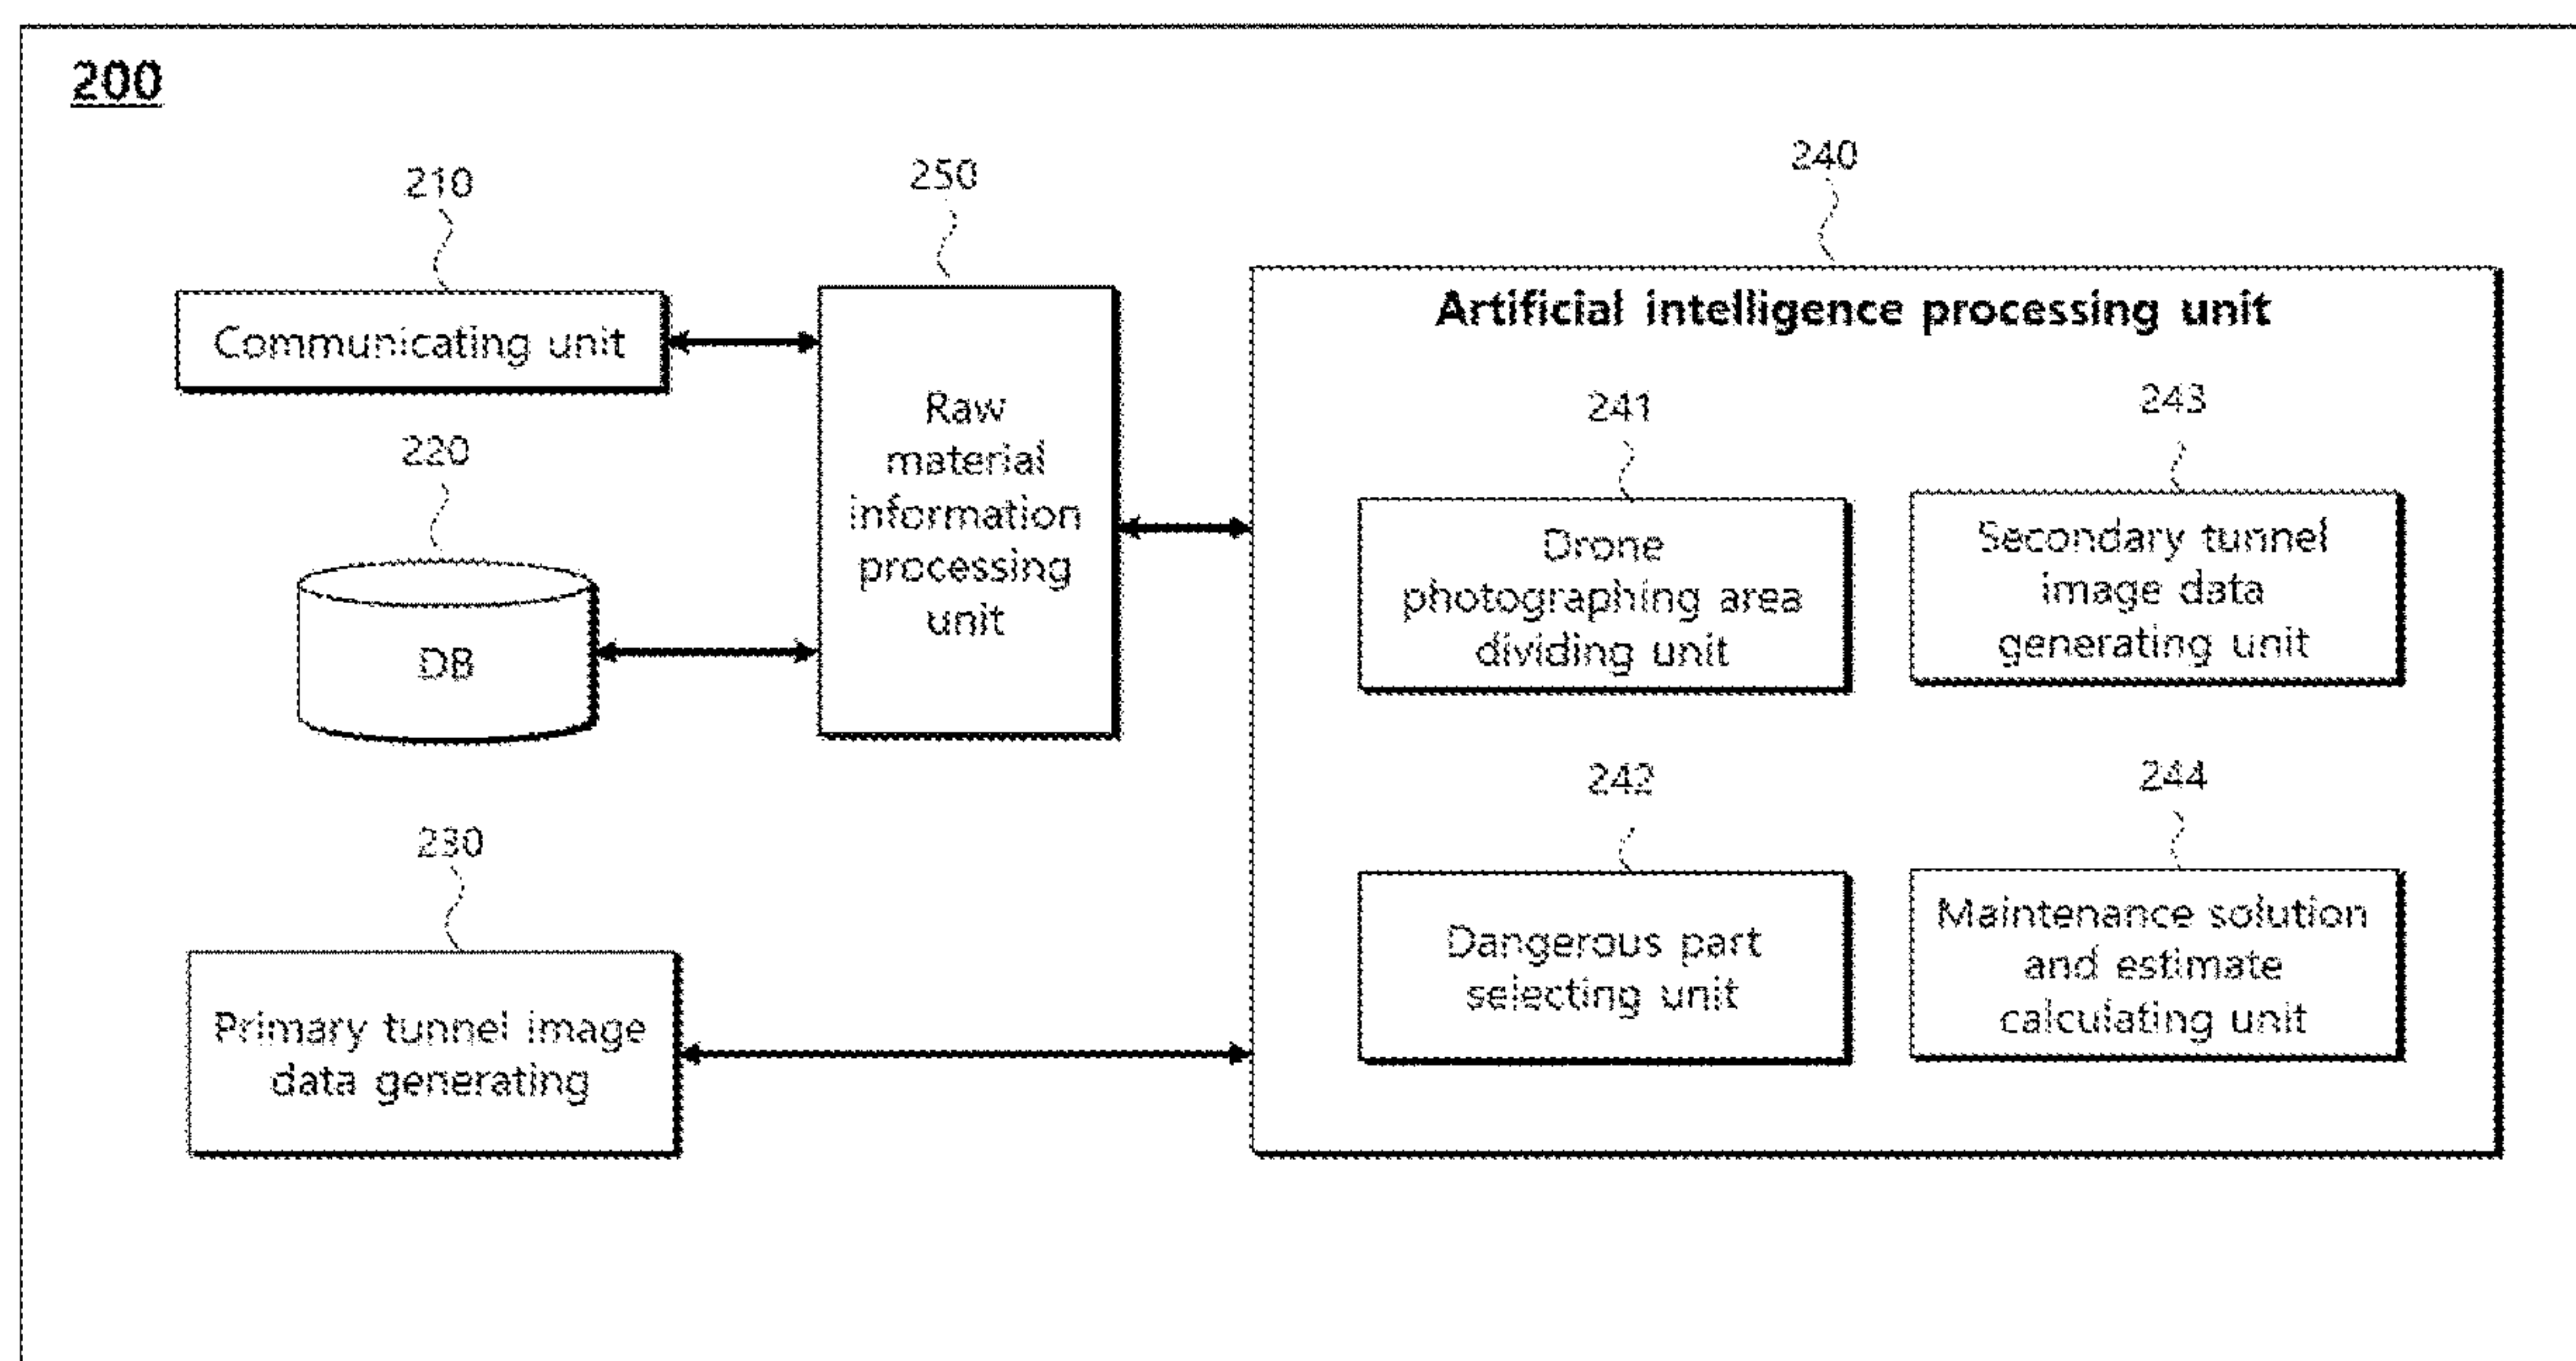 200
210
250
240
Communicating unit
Raw
material
information
processing
unit
220
DB
230
Primary tunnel image
data generating
Artificial intelligence processing unit
241
243
Drone
photographing area
dividing unit
Secondary tunnel
image data
generating unit
242
244
Dangerous part
selecting unit
Maintenance solution
and estimate
calculating unit